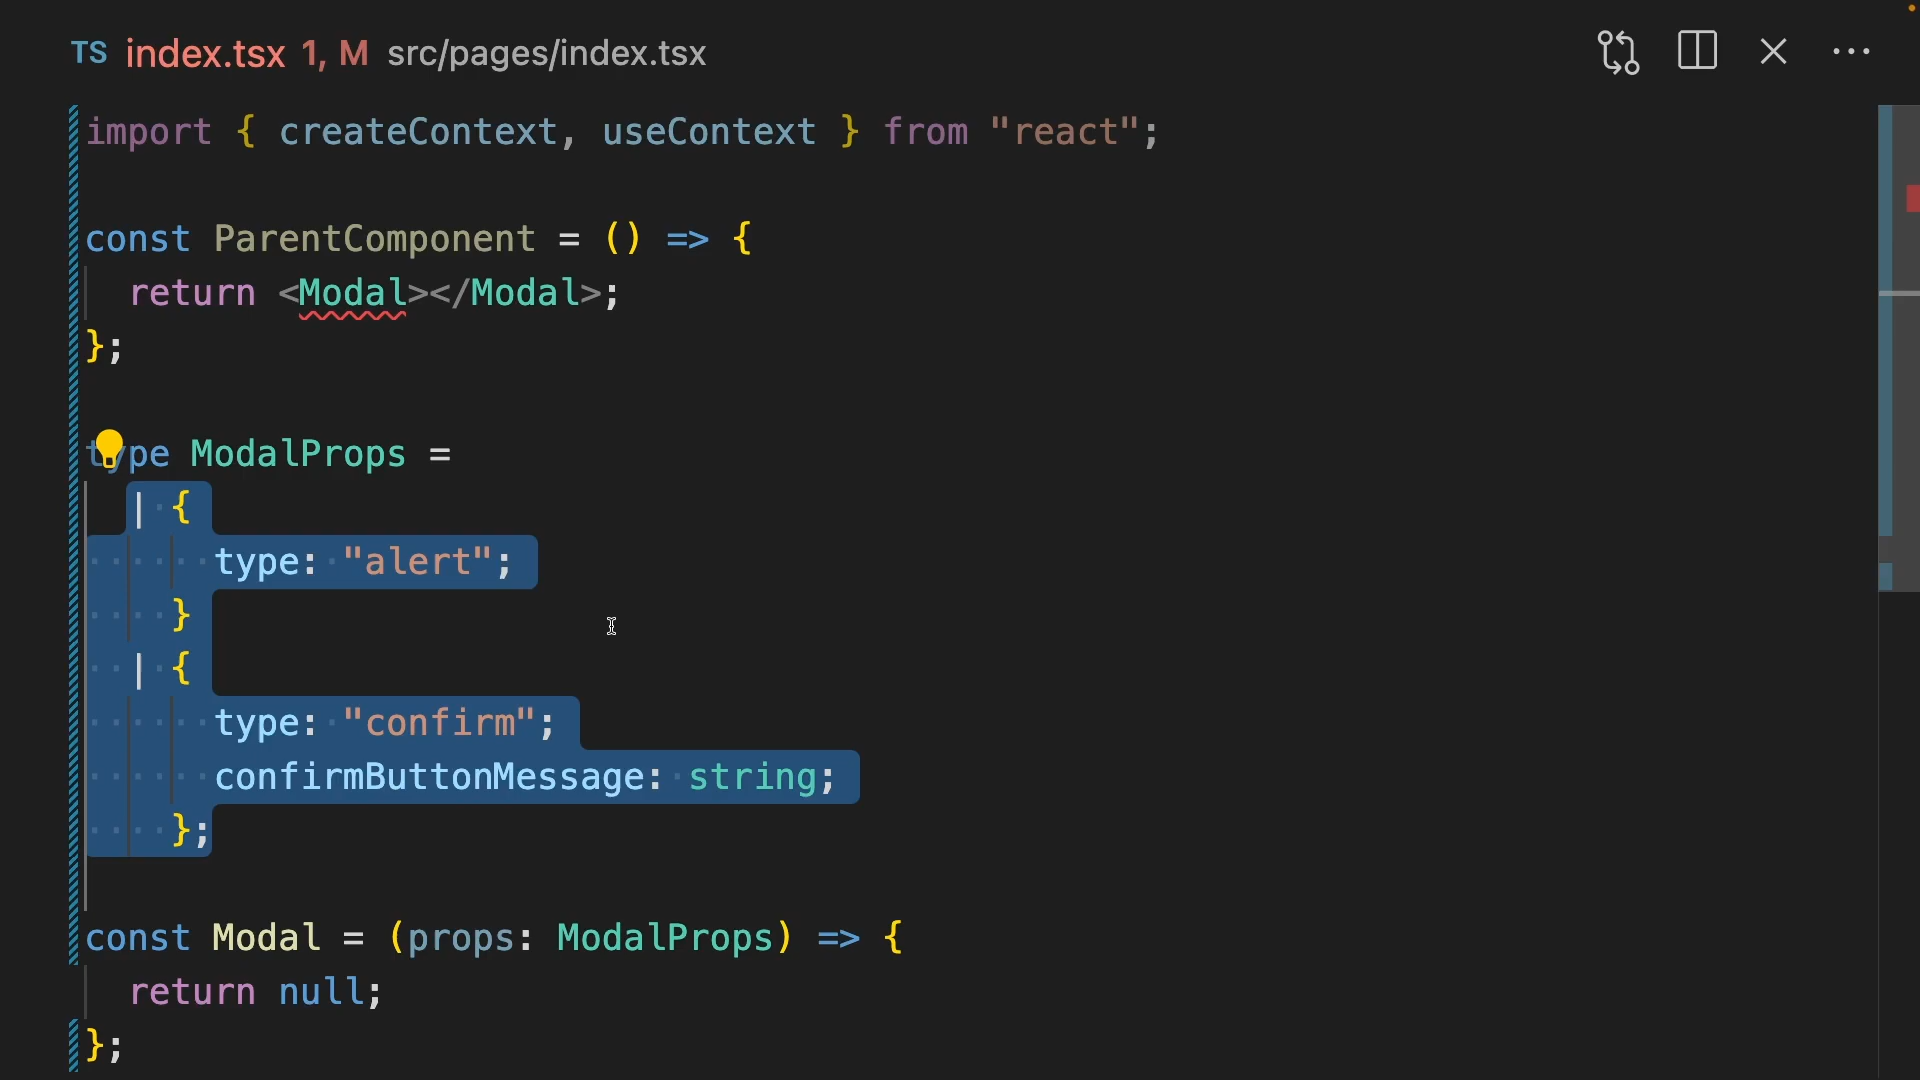 TS index.tsx 1, M src/pages/index.tsx
import { createContext, useContext } from "react";
const ParentComponent = () => {
return <Modal></Modal>;
};
type ModalProps =
| {
type: "alert";
}
| {
type: "confirm";
confirmButtonMessage: string;
};
const Modal = (props: ModalProps) => {
return null;
};